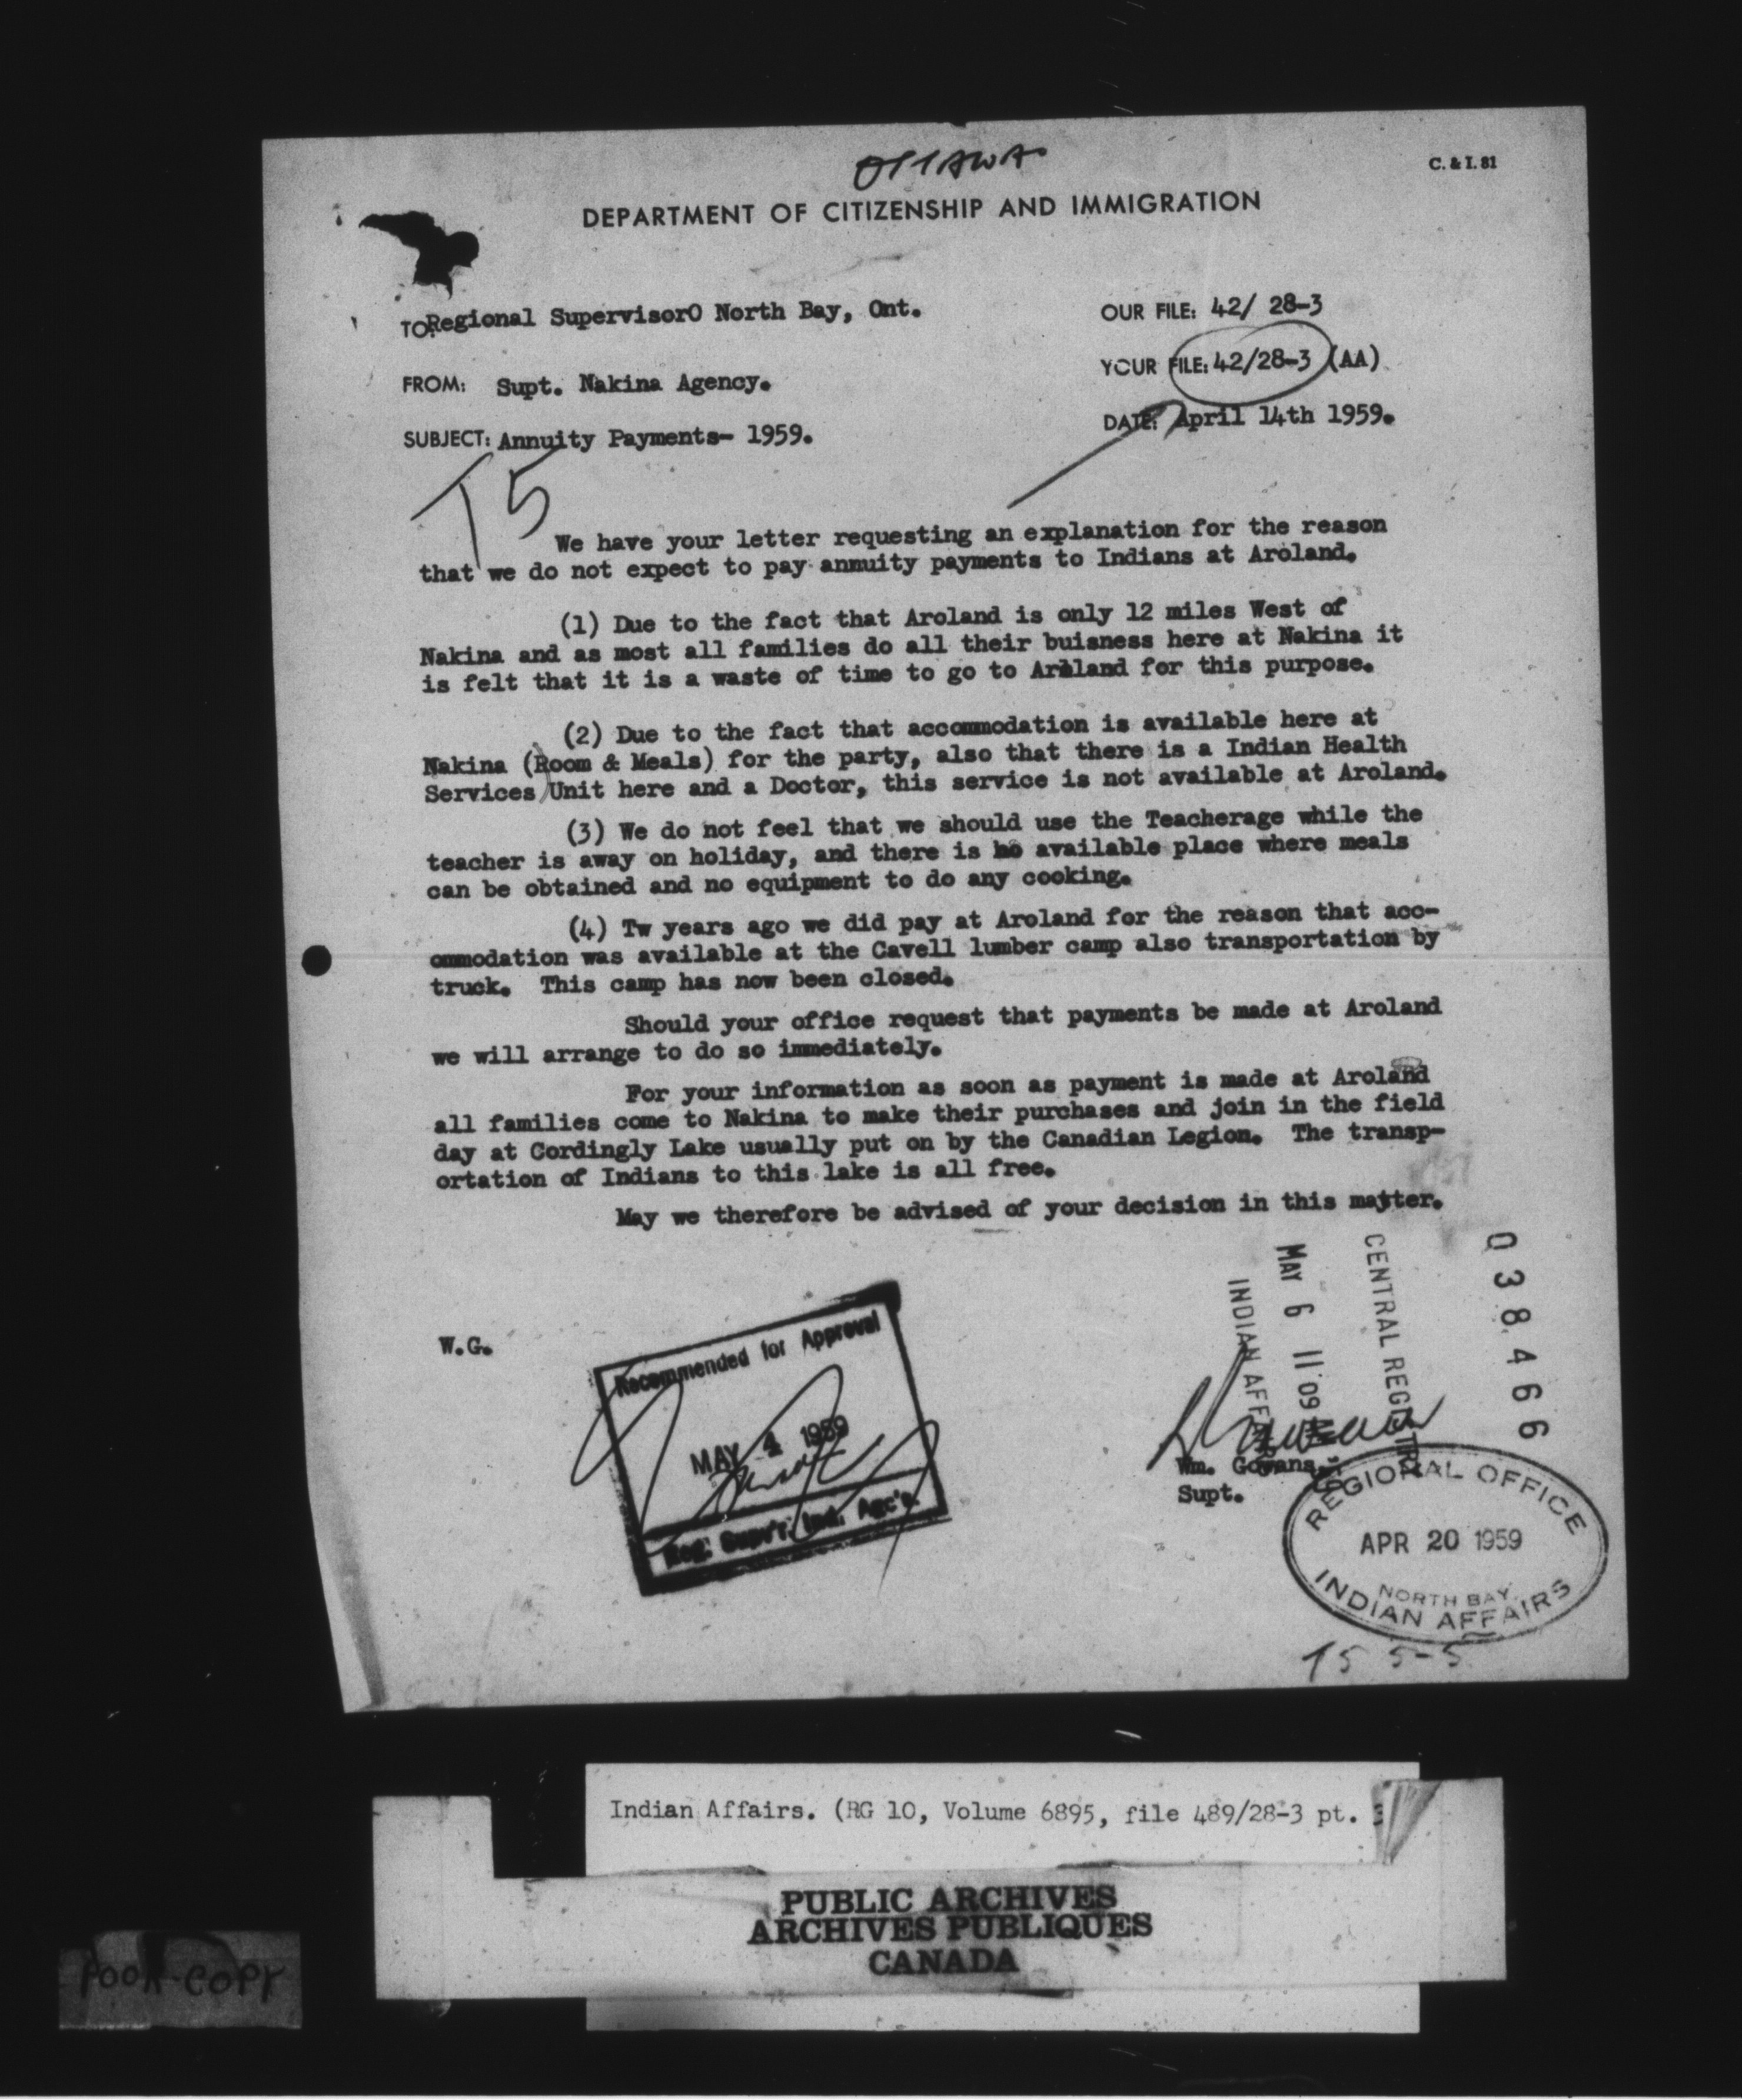 OTTAWA
C. & I. 81
DEPARTMENT OF CITIZENSHIP AND IMMIGRATION
TO: Regional SupervisorO North Bay, Ont.
OUR FILE: 42/ 28-3
YOUR FILE: 42/28-3 (AA)
FROM: Supt. Nakina Agency.
DATE: April 14th 1959.
SUBJECT: Annuity Payments- 1959.
T5
We have your letter requesting an explanation for the reason
that we do not expect to pay annuity payments to Indians at Aroland.
(1) Due to the fact that Aroland is only 12 miles West of
Nakina and as most all families do all their buisness here at Nakina it
is felt that it is a waste of time to go to Aroland for this purpose.
(2) Due to the fact that accommodation is available here at
Nakina (Room & Meals) for the party, also that there is a Indian Health
Services Unit here and a Doctor, this service is not available at Aroland.
(3) We do not feel that we should use the Teacherage while the
teacher is away on holiday, and there is no available place where meals
can be obtained and no equipment to do any cooking.
(4) Tw years ago we did pay at Aroland for the reason that acc-
ommodation was available at the Cavell lumber camp also transportation by
truck. This camp has now been closed.
Should your office request that payments be made at Aroland
we will arrange to do so immediately.
For your information as soon as payment is made at Aroland
all families come to Nakina to make their purchases and join in the field
day at Cordingly Lake usually put on by the Canadian Legion. The transp-
ortation of Indians to this lake is all free.
May we therefore be advised of your decision in this matter.
038466
CENTRAL REGISTRY
MAY 6 11 09
INDIAN AFFAIRS
W.G.
Recommended for Approval
MAY 4 1959
Reg. Supv'r. Ind. Agc's.
Wm. Gowans,
Supt.
REGIONAL OFFICE
APR 20 1959
NORTH BAY
INDIAN AFFAIRS
T5 5-5
Indian Affairs. (RG 10, Volume 6895, file 489/28-3 pt. 3
PUBLIC ARCHIVES
ARCHIVES PUBLIQUES
CANADA
POOR COPY